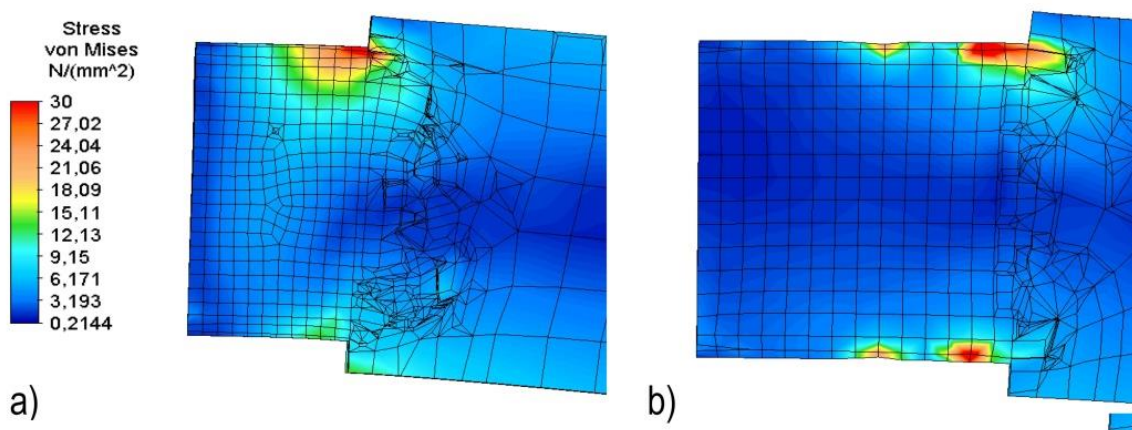 Stress
von Mises
N/(mm^2)
30
27,02
24,04
21,06
18,09
15,11
12,13
9,15
6,171
3,193
0,2144
a)
b)